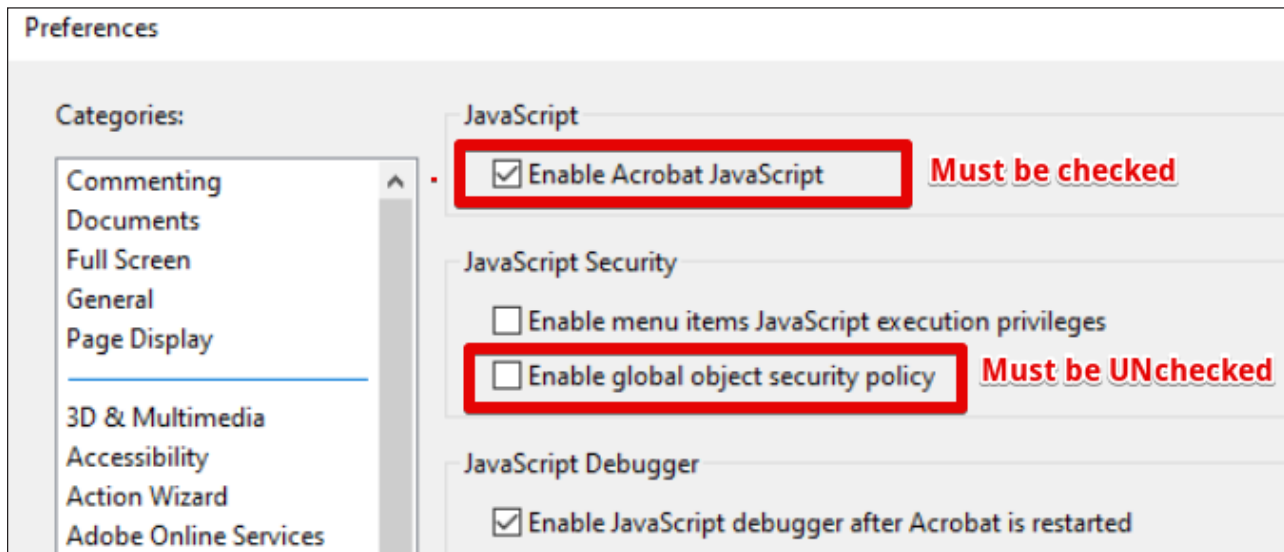 Preferences
Categories:
Commenting
Documents
Full Screen
General
Page Display
3D & Multimedia
Accessibility
Action Wizard
Adobe Online Services
JavaScript
Enable Acrobat JavaScript
Must be checked
JavaScript Security
Enable menu items JavaScript execution privileges
Enable global object security policy
Must be UNchecked
JavaScript Debugger
Enable JavaScript debugger after Acrobat is restarted